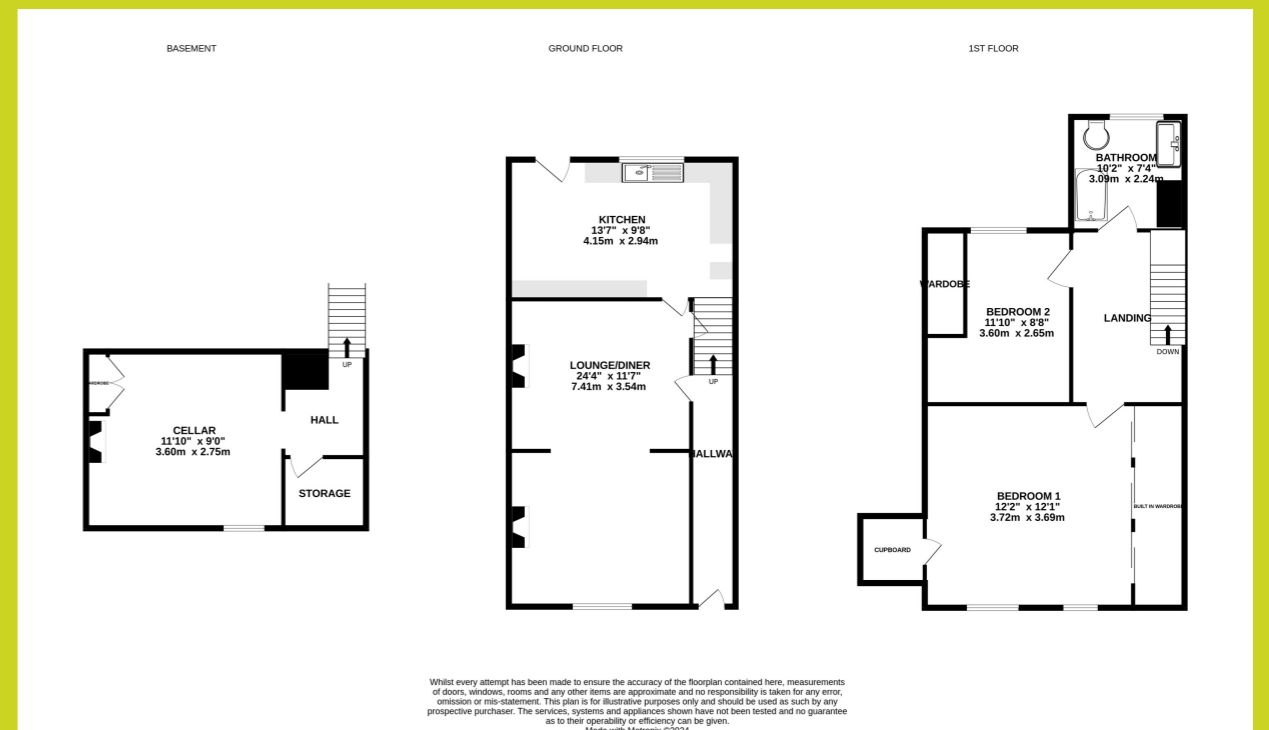 BASEMENT
GROUND FLOOR
1ST FLOOR
UP
CELLAR
11'10" x 9'0"
3.60m x 2.75m
HALL
STORAGE
KITCHEN
13'7" x 9'8"
4.15m x 2.94m
LOUNGE/DINER
24'4" x 11'7"
7.41m x 3.54m
UP
HALLWA
BATHROOM
10'2" x 7'4"
3.09m x 2.24m
WARDOBE
BEDROOM 2
11'10" x 8'8"
3.60m x 2.65m
LANDING
DOWN
BEDROOM 1
12'2" x 12'1"
3.72m x 3.69m
BUILT IN WARDROBE
CUPBOARD
Whilst every attempt has been made to ensure the accuracy of the floorplan contained here, measurements
of doors, windows, rooms and any other items are approximate and no responsibility is taken for any error,
omission or mis-statement. This plan is for illustrative purposes only and should be used as such by any
prospective purchaser. The services, systems and appliances shown have not been tested and no guarantee
as to their operability or efficiency can be given.
Made with Metropix ©2024